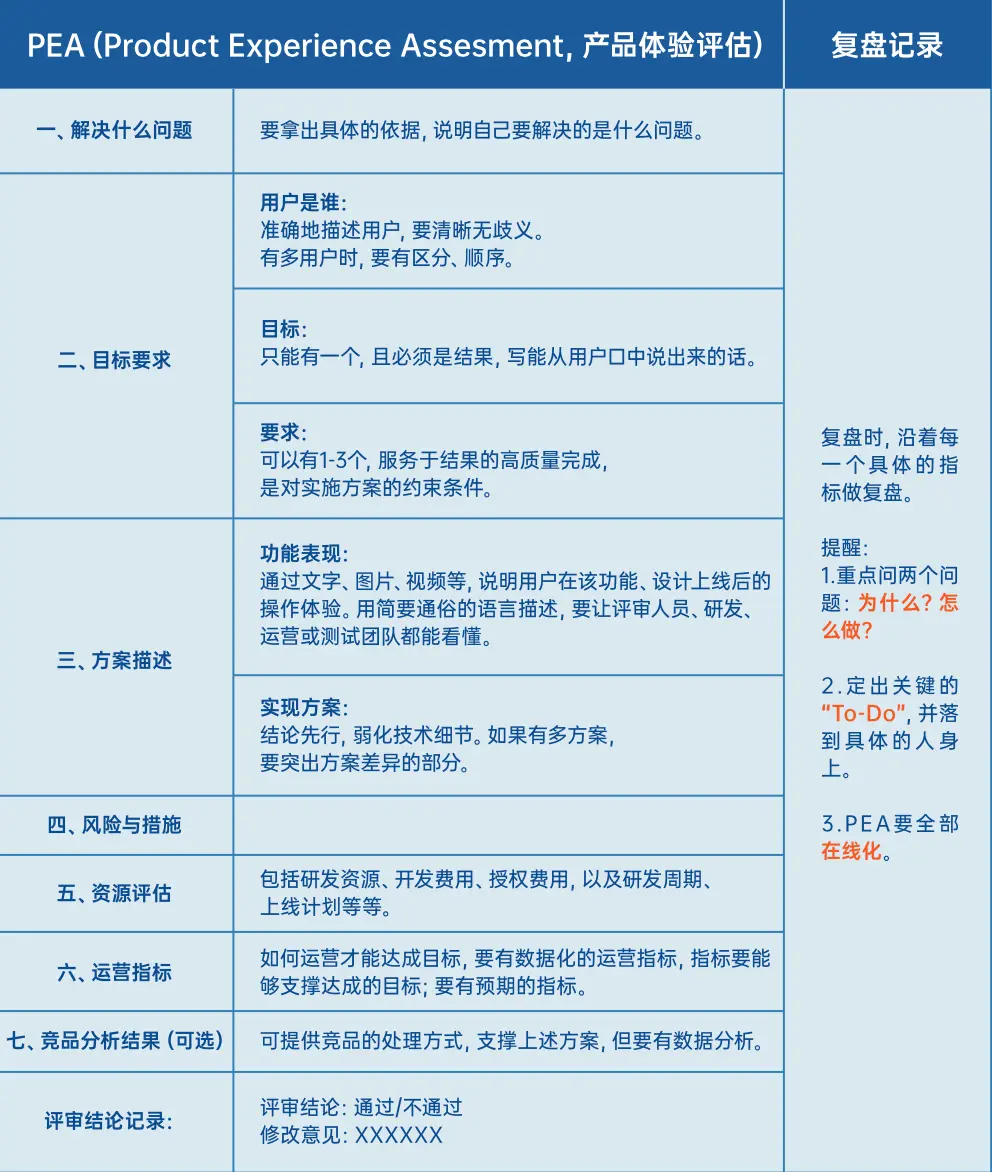 PEA (Product Experience Assesment, 产品体验评估)
复盘记录
一、解决什么问题
要拿出具体的依据, 说明自己要解决的是什么问题。
二、目标要求
用户是谁:
准确地描述用户, 要清晰无歧义。
有多用户时, 要有区分、顺序。
目标:
只能有一个, 且必须是结果, 写能从用户口中说出来的话。
要求:
可以有1-3个, 服务于结果的高质量完成,
是对实施方案的约束条件。
三、方案描述
功能表现:
通过文字、图片、视频等, 说明用户在该功能、设计上线后的
操作体验。用简要通俗的语言描述, 要让评审人员、研发、
运营或测试团队都能看懂。
实现方案:
结论先行, 弱化技术细节。如果有多方案,
要突出方案差异的部分。
四、风险与措施
五、资源评估
包括研发资源、开发费用、授权费用, 以及研发周期、
上线计划等等。
六、运营指标
如何运营才能达成目标, 要有数据化的运营指标, 指标要能
够支撑达成的目标; 要有预期的指标。
七、竞品分析结果 (可选)
可提供竞品的处理方式, 支撑上述方案, 但要有数据分析。
评审结论记录:
评审结论: 通过/不通过
修改意见: XXXXXX
复盘时, 沿着每
一个具体的指
标做复盘。
提醒:
1.重点问两个问
题: 为什么? 怎
么做?
2.定出关键的
“To-Do”, 并落
到具体的人身
上。
3.PEA要全部
在线化。